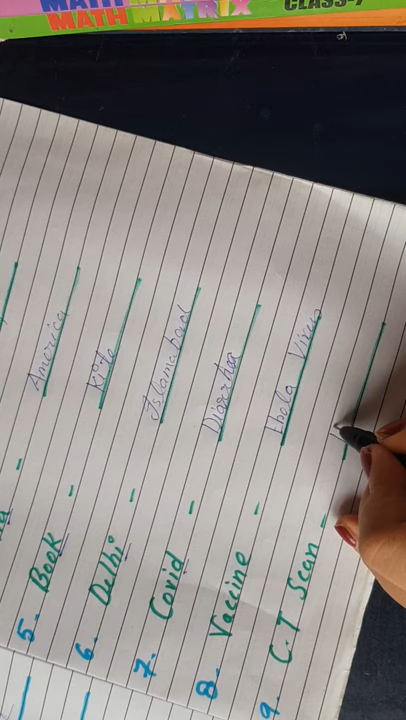 MATH MATRIX CLASS-7
- America
5- Book - Kite
6- Delhi - Islamabad
7- Covid -
8- Vaccine - Ebola Virus
9- C.T Scan -